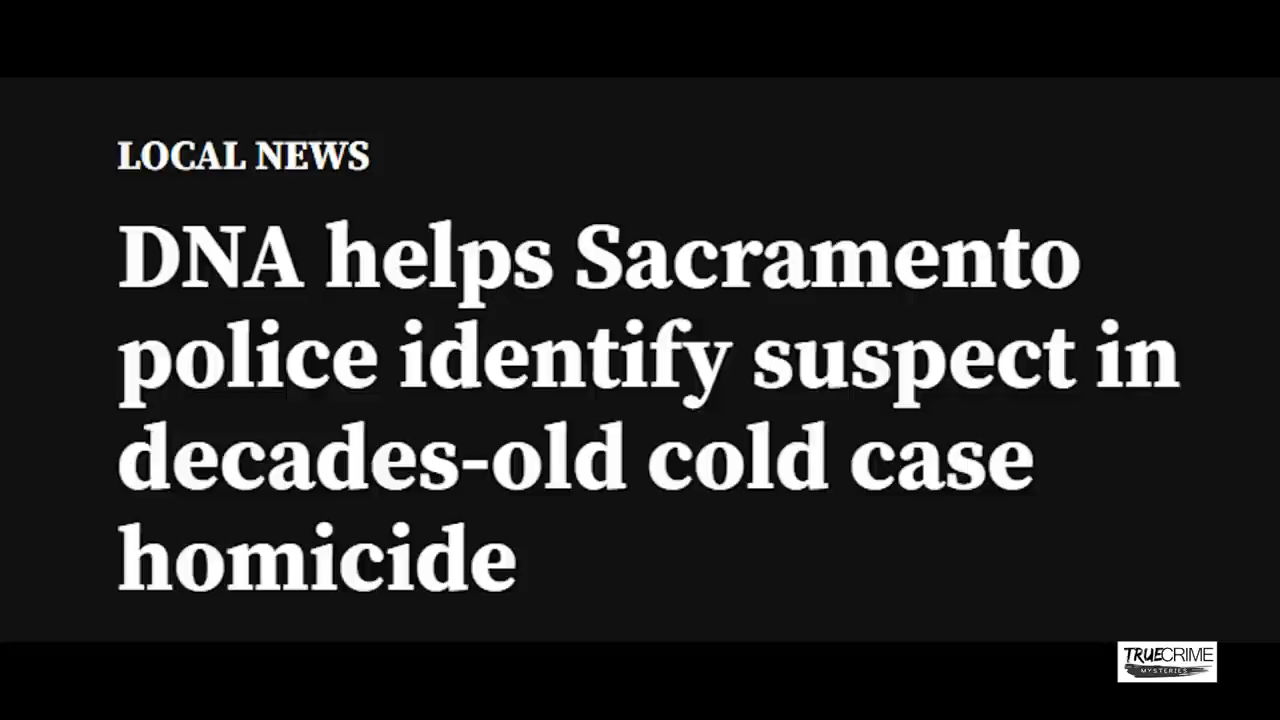 LOCAL NEWS
DNA helps Sacramento
police identify suspect in
decades-old cold case
homicide
TRUECRIME
MYSTERIES